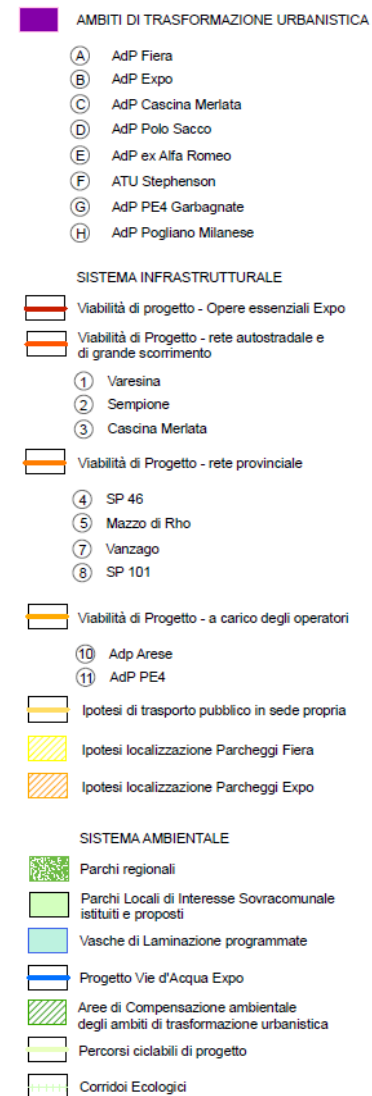 AMBITI DI TRASFORMAZIONE URBANISTICA
A AdP Fiera
B AdP Expo
C AdP Cascina Merlata
D AdP Polo Sacco
E AdP ex Alfa Romeo
F ATU Stephenson
G AdP PE4 Garbagnate
H AdP Pogliano Milanese
SISTEMA INFRASTRUTTURALE
Viabilità di progetto - Opere essenziali Expo
Viabilità di Progetto - rete autostradale e
di grande scorrimento
1 Varesina
2 Sempione
3 Cascina Merlata
Viabilità di Progetto - rete provinciale
4 SP 46
5 Mazzo di Rho
7 Vanzago
8 SP 101
Viabilità di Progetto - a carico degli operatori
10 Adp Arese
11 AdP PE4
Ipotesi di trasporto pubblico in sede propria
Ipotesi localizzazione Parcheggi Fiera
Ipotesi localizzazione Parcheggi Expo
SISTEMA AMBIENTALE
Parchi regionali
Parchi Locali di Interesse Sovracomunale
istituiti e proposti
Vasche di Laminazione programmate
Progetto Vie d'Acqua Expo
Aree di Compensazione ambientale
degli ambiti di trasformazione urbanistica
Percorsi ciclabili di progetto
Corridoi Ecologici